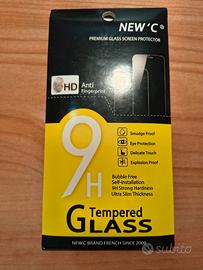 NEW'C®
PREMIUM GLASS SCREEN PROTECTOR
HD
Anti
Fingerprint
9H
Smudge Proof
Eye Protection
Delicate Touch
Explosion Proof
Bubble Free
Self-Installation
9H Strong Hardness
Ultra Slim Thickness
Tempered
GLASS
NEW'C BRAND FRENCH SINCE 2009
subito